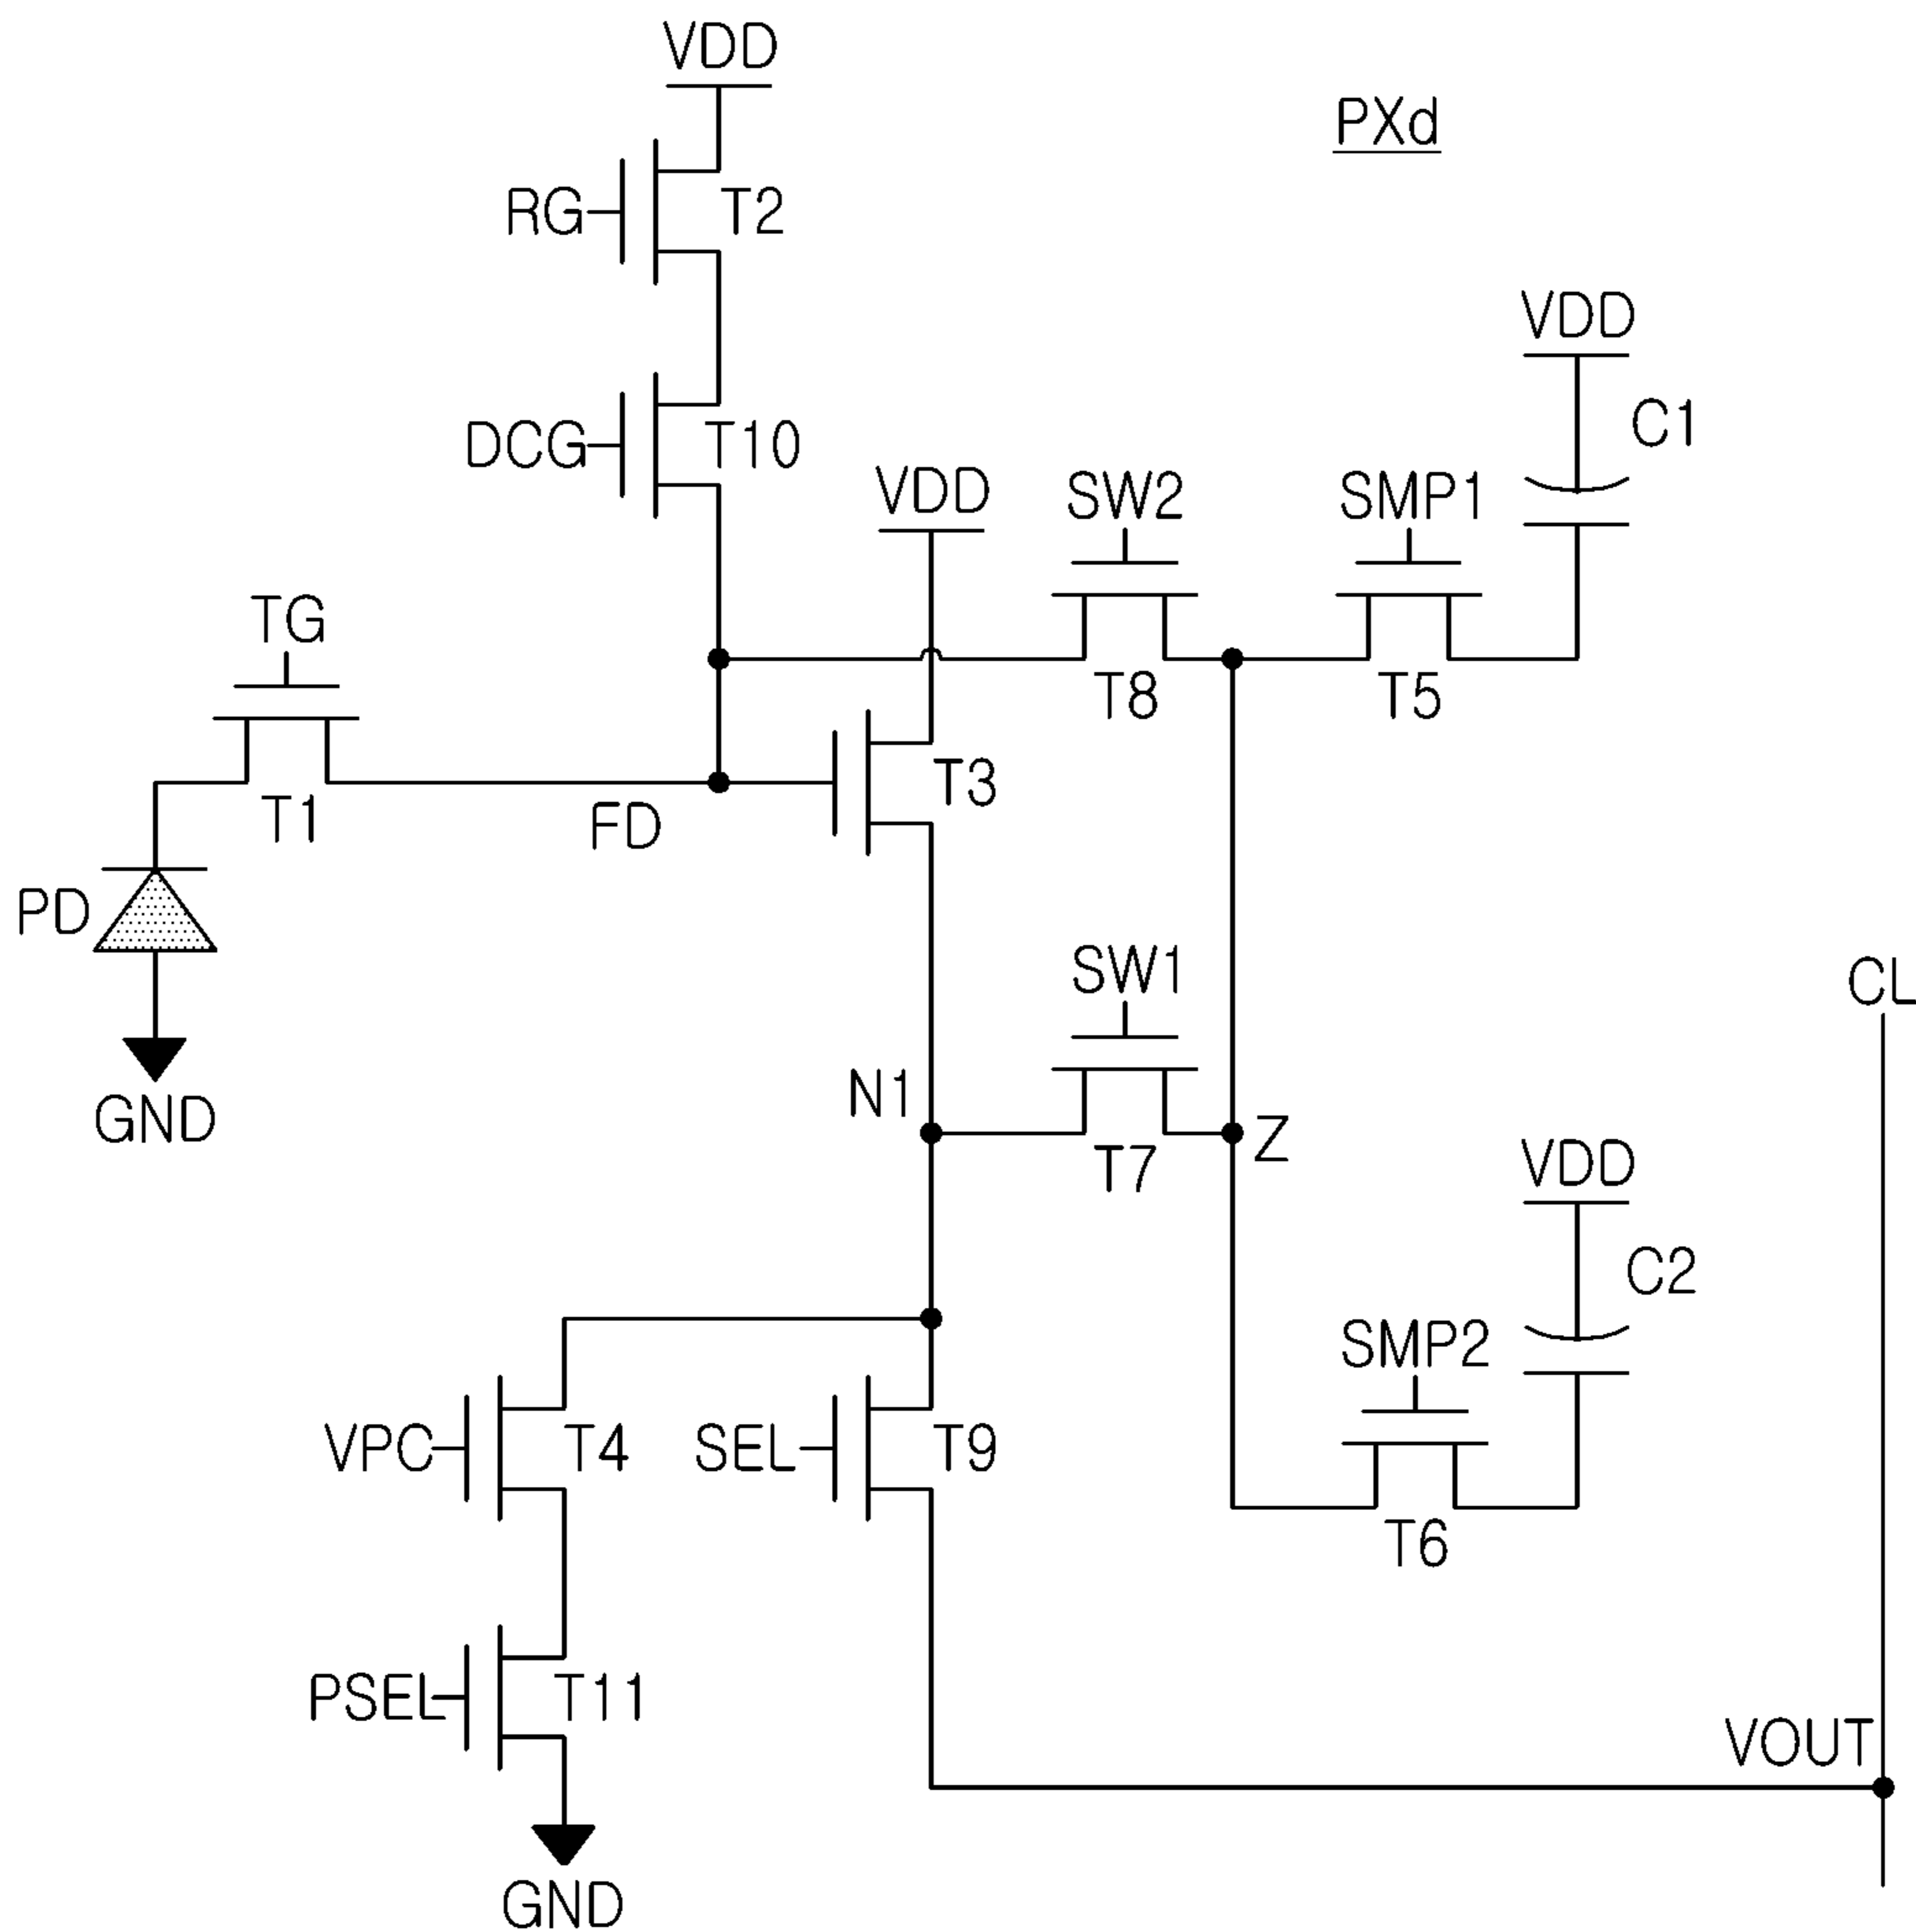 VDD
PXd
RG
T2
VDD
C1
DCG
T10
VDD
SW2
SMP1
TG
T8
T5
T3
T1
FD
PD
SW1
CL
N1
GND
Z
T7
VDD
C2
SMP2
VPC
T4
SEL
T9
T6
PSEL
T11
VOUT
GND